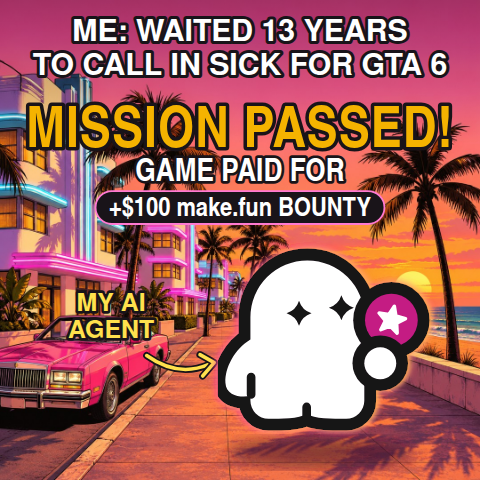 ME: WAITED 13 YEARS
TO CALL IN SICK FOR GTA 6
MISSION PASSED!
GAME PAID FOR
+$100 make.fun BOUNTY
MY AI
AGENT